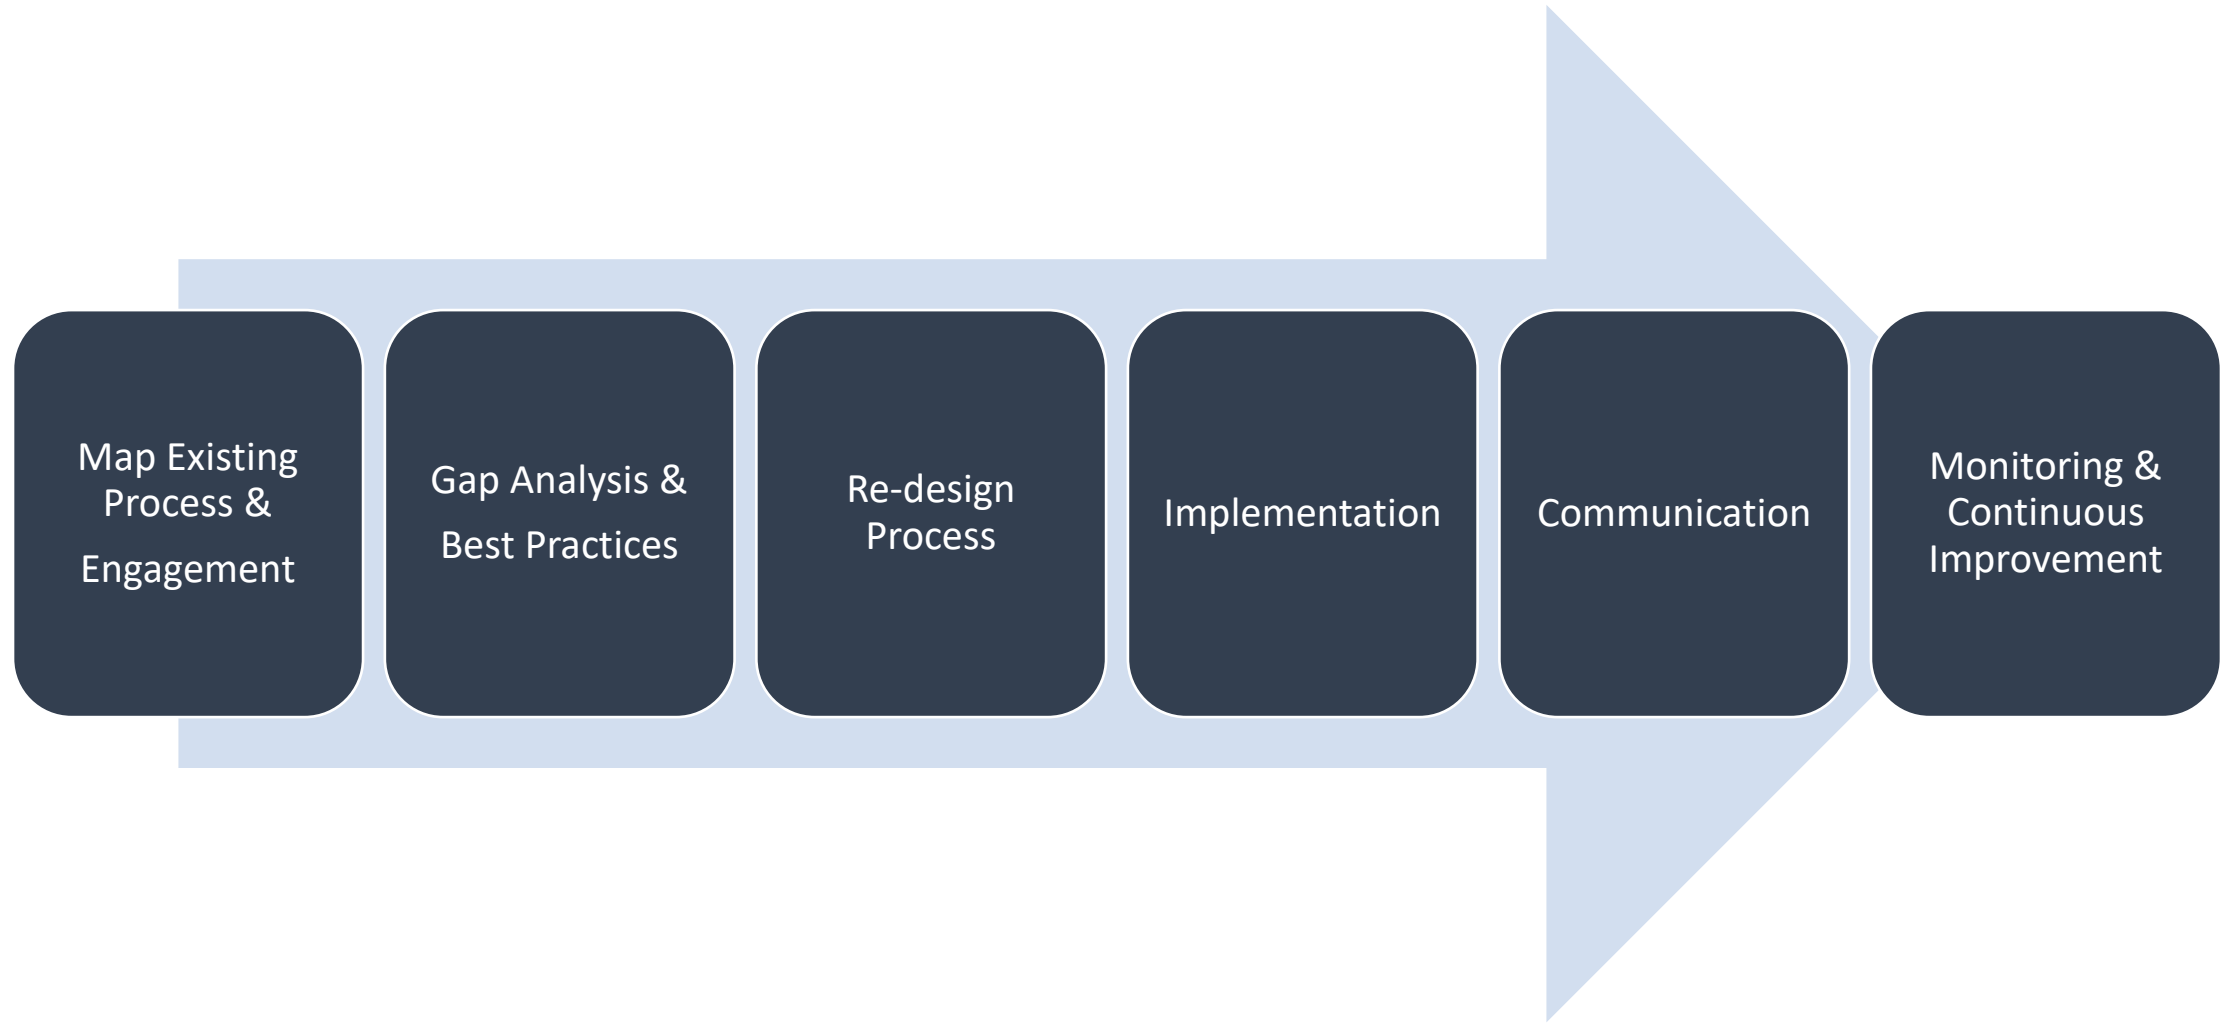 Map Existing
Process &
Engagement
Gap Analysis &
Best Practices
Re-design
Process
Implementation
Communication
Monitoring &
Continuous
Improvement